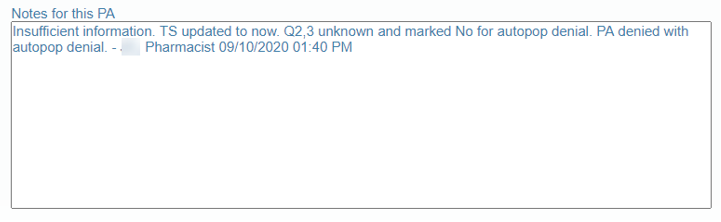 Notes for this PA
Insufficient information. TS updated to now. Q2,3 unknown and marked No for autopop denial. PA denied with
autopop denial. - Pharmacist 09/10/2020 01:40 PM